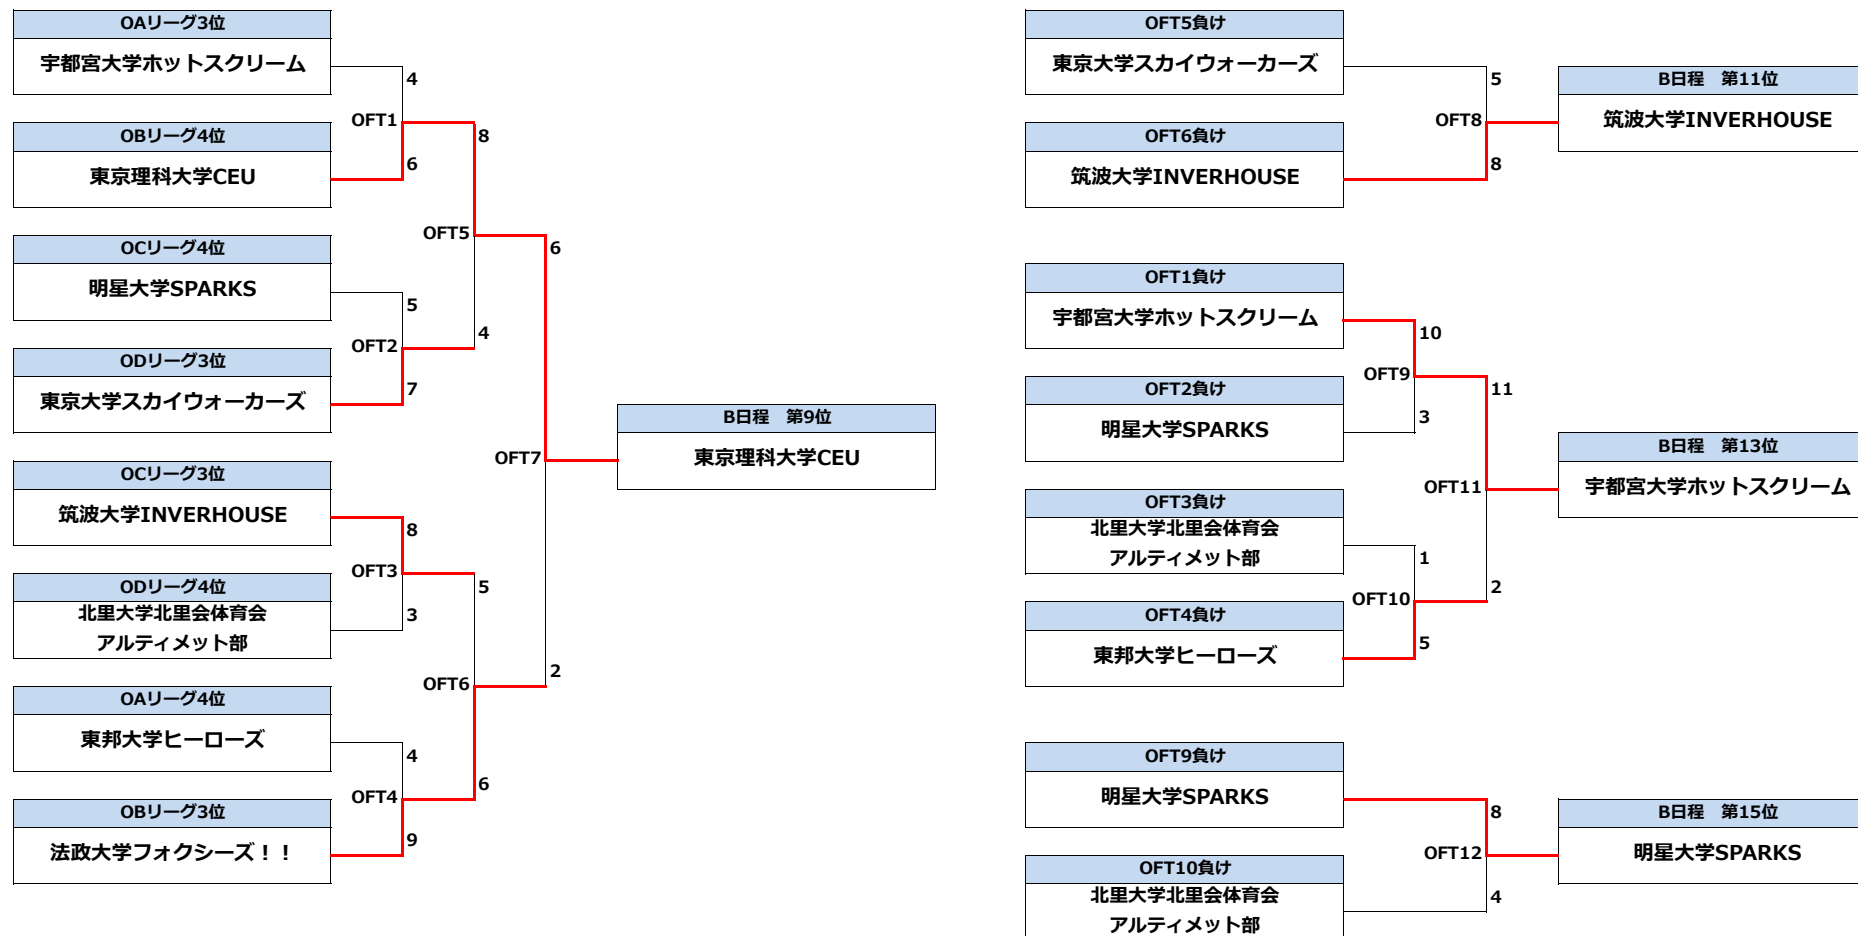 OAリーグ3位
宇都宮大学ホットスクリーム
4
OFT1
OBリーグ4位
8
東京理科大学CEU
6
OFT5
OCリーグ4位
6
明星大学SPARKS
5
4
OFT2
ODリーグ3位
東京大学スカイウォーカーズ
7
B日程　第9位
東京理科大学CEU
OFT7
OCリーグ3位
筑波大学INVERHOUSE
8
OFT3
ODリーグ4位
5
北里大学北里会体育会
アルティメット部
3
OFT6
2
OAリーグ4位
東邦大学ヒーローズ
4
6
OFT4
OBリーグ3位
法政大学フォクシーズ！！
9
OFT5負け
東京大学スカイウォーカーズ
5
B日程　第11位
OFT8
筑波大学INVERHOUSE
OFT6負け
筑波大学INVERHOUSE
8
OFT1負け
宇都宮大学ホットスクリーム
10
OFT9
OFT2負け
11
明星大学SPARKS
3
B日程　第13位
OFT11
宇都宮大学ホットスクリーム
OFT3負け
北里大学北里会体育会
アルティメット部
1
OFT10
2
OFT4負け
東邦大学ヒーローズ
5
OFT9負け
明星大学SPARKS
8
B日程　第15位
OFT12
明星大学SPARKS
OFT10負け
北里大学北里会体育会
アルティメット部
4